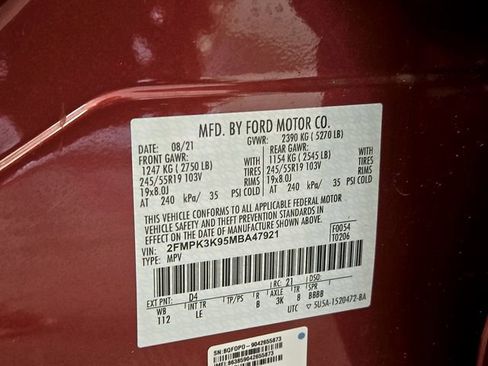 MFD. BY FORD MOTOR CO.
DATE: 08/21 GVWR: 2390 KG ( 5270 LB)
FRONT GAWR: REAR GAWR:
1247 KG ( 2750 LB) WITH 1154 KG ( 2545 LB) WITH
245/55R19 103V TIRES 245/55R19 103V TIRES
19x8.0J RIMS 19x8.0J RIMS
AT 240 kPa/ 35 PSI COLD AT 240 kPa/ 35 PSI COLD
THIS VEHICLE CONFORMS TO ALL APPLICABLE FEDERAL MOTOR
VEHICLE SAFETY AND THEFT PREVENTION STANDARDS IN
EFFECT ON THE DATE OF MANUFACTURE SHOWN ABOVE.
VIN: 2FMPK3K95MBA47921 F0054
TYPE: MPV T0206
EXT PNT: D4 RC: 21 DSO:
WB INT TR TP/PS R AXLE TR SPR
112 LE B 3K B BBBB
UTC 5U5A-1520472-BA
SN:BGFOPO-9042655873
IMEI:863859042655873